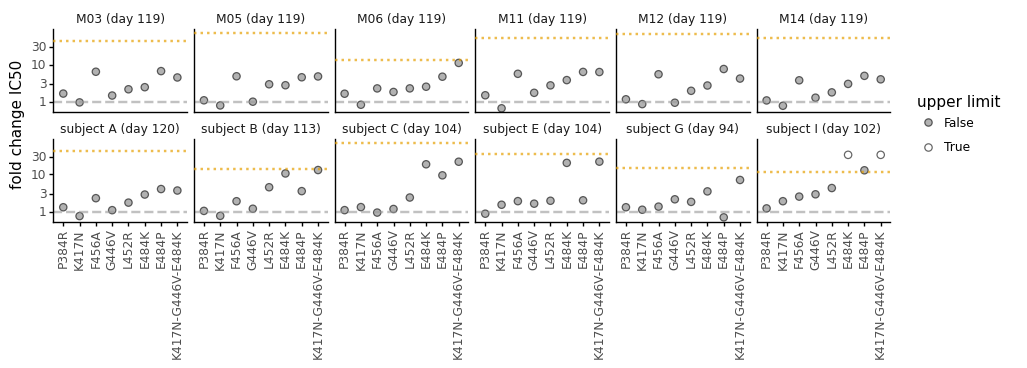 M03 (day 119)
M05 (day 119)
M06 (day 119)
M11 (day 119)
M12 (day 119)
M14 (day 119)
30
10
3
1
fold change IC50
subject A (day 120)
subject B (day 113)
subject C (day 104)
subject E (day 104)
subject G (day 94)
subject I (day 102)
30
10
3
1
P384R
K417N
F456A
G446V
L452R
E484K
E484P
K417N-G446V-E484K
P384R
K417N
F456A
G446V
L452R
E484K
E484P
K417N-G446V-E484K
P384R
K417N
F456A
G446V
L452R
E484K
E484P
K417N-G446V-E484K
P384R
K417N
F456A
G446V
L452R
E484K
E484P
K417N-G446V-E484K
P384R
K417N
F456A
G446V
L452R
E484K
E484P
K417N-G446V-E484K
P384R
K417N
F456A
G446V
L452R
E484K
E484P
K417N-G446V-E484K
upper limit
False
True